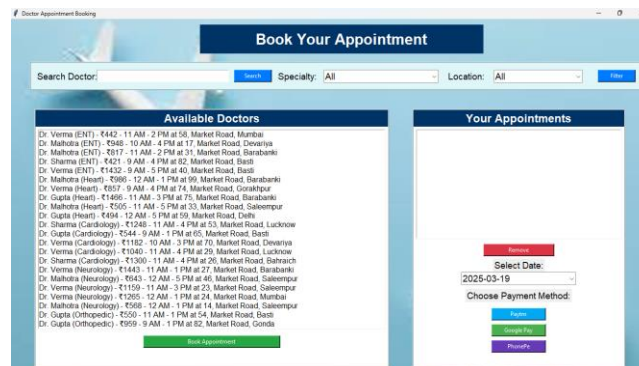 Doctor Appointment Booking
Book Your Appointment
Search Doctor:
Search
Specialty:
All
Location:
All
Filter
Available Doctors
Dr. Verma (ENT) - ₹442 - 11 AM - 2 PM at 58, Market Road, Mumbai
Dr. Malhotra (ENT) - ₹948 - 10 AM - 4 PM at 17, Market Road, Devariya
Dr. Malhotra (ENT) - ₹817 - 11 AM - 2 PM at 31, Market Road, Barabanki
Dr. Sharma (ENT) - ₹421 - 9 AM - 4 PM at 82, Market Road, Basti
Dr. Verma (ENT) - ₹1432 - 9 AM - 5 PM at 40, Market Road, Basti
Dr. Malhotra (Heart) - ₹986 - 12 AM - 1 PM at 99, Market Road, Barabanki
Dr. Verma (Heart) - ₹857 - 9 AM - 4 PM at 74, Market Road, Gorakhpur
Dr. Gupta (Heart) - ₹1466 - 11 AM - 3 PM at 75, Market Road, Barabanki
Dr. Malhotra (Heart) - ₹505 - 11 AM - 5 PM at 33, Market Road, Saleempur
Dr. Gupta (Heart) - ₹494 - 12 AM - 5 PM at 59, Market Road, Delhi
Dr. Sharma (Cardiology) - ₹1248 - 11 AM - 4 PM at 53, Market Road, Lucknow
Dr. Gupta (Cardiology) - ₹544 - 9 AM - 1 PM at 65, Market Road, Basti
Dr. Verma (Cardiology) - ₹1182 - 10 AM - 3 PM at 70, Market Road, Devariya
Dr. Verma (Cardiology) - ₹1040 - 11 AM - 4 PM at 29, Market Road, Lucknow
Dr. Sharma (Cardiology) - ₹1300 - 11 AM - 4 PM at 26, Market Road, Bahraich
Dr. Verma (Neurology) - ₹1443 - 11 AM - 1 PM at 27, Market Road, Barabanki
Dr. Malhotra (Neurology) - ₹643 - 12 AM - 5 PM at 46, Market Road, Saleempur
Dr. Verma (Neurology) - ₹1159 - 11 AM - 3 PM at 23, Market Road, Saleempur
Dr. Verma (Neurology) - ₹1265 - 12 AM - 1 PM at 24, Market Road, Mumbai
Dr. Malhotra (Neurology) - ₹568 - 12 AM - 1 PM at 14, Market Road, Saleempur
Dr. Gupta (Orthopedic) - ₹550 - 11 AM - 1 PM at 54, Market Road, Basti
Dr. Gupta (Orthopedic) - ₹959 - 9 AM - 1 PM at 82, Market Road, Gonda
Book Appointment
Your Appointments
Remove
Select Date:
2025-03-19
Choose Payment Method:
Paytm
Google Pay
PhonePe